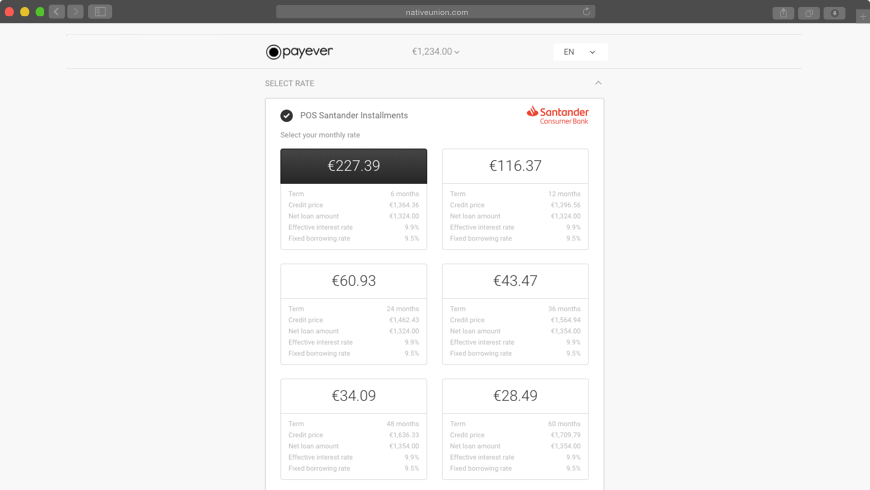 nativeunion.com
payever
€1,234.00
EN
SELECT RATE
POS Santander Installments
Santander
Consumer Bank
Select your monthly rate
€227.39
Term 6 months
Credit price €1,364.36
Net loan amount €1,324.00
Effective interest rate 9.9%
Fixed borrowing rate 9.5%
€116.37
Term 12 months
Credit price €1,396.56
Net loan amount €1,324.00
Effective interest rate 9.9%
Fixed borrowing rate 9.5%
€60.93
Term 24 months
Credit price €1,462.43
Net loan amount €1,324.00
Effective interest rate 9.9%
Fixed borrowing rate 9.5%
€43.47
Term 36 months
Credit price €1,564.94
Net loan amount €1,354.00
Effective interest rate 9.9%
Fixed borrowing rate 9.5%
€34.09
Term 48 months
Credit price €1,636.33
Net loan amount €1,354.00
Effective interest rate 9.9%
Fixed borrowing rate 9.5%
€28.49
Term 60 months
Credit price €1,709.79
Net loan amount €1,354.00
Effective interest rate 9.9%
Fixed borrowing rate 9.5%